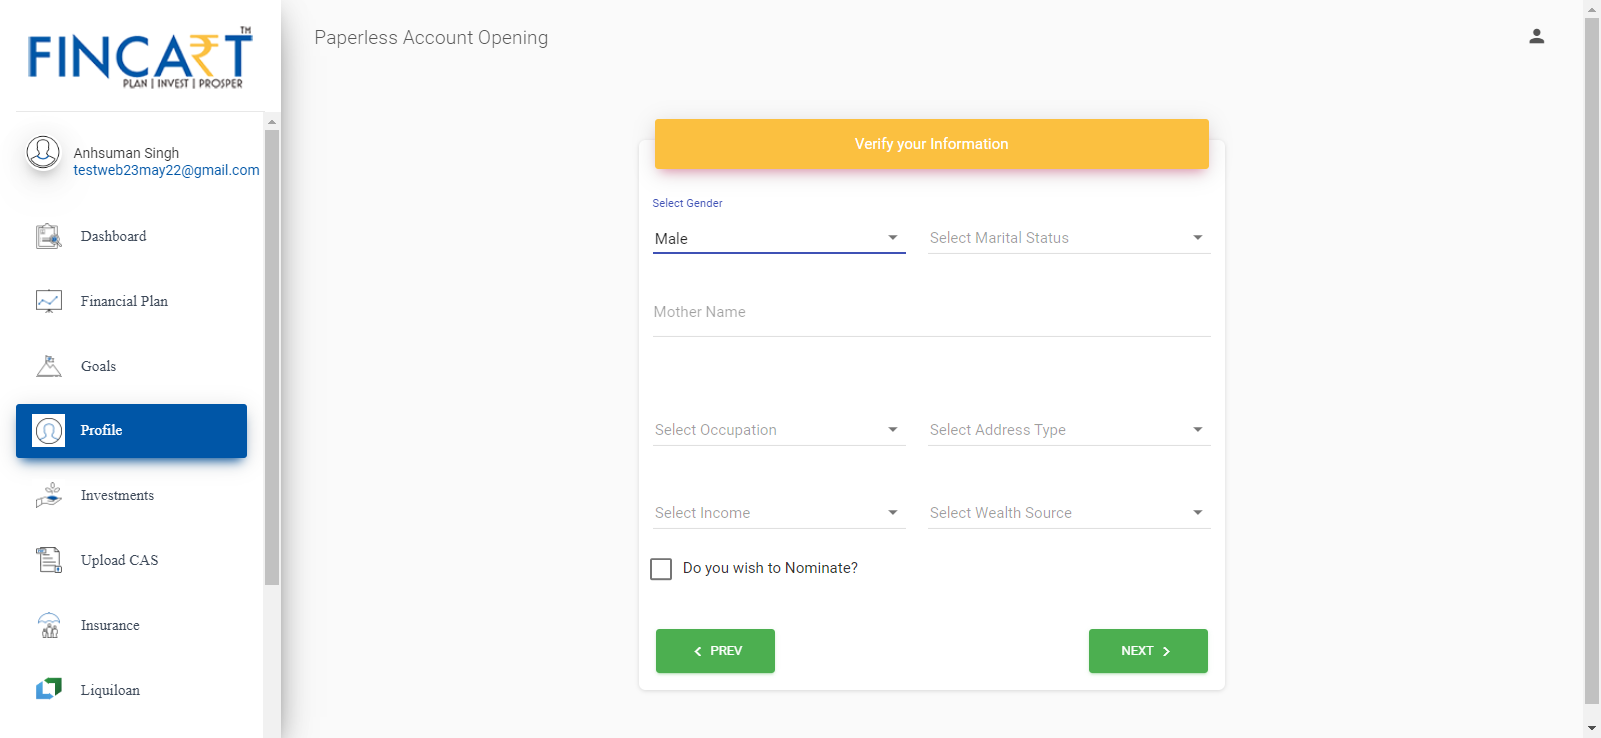 FINCART™
PLAN | INVEST | PROSPER
Paperless Account Opening
Anhsuman Singh
testweb23may22@gmail.com
Dashboard
Financial Plan
Goals
Profile
Investments
Upload CAS
Insurance
Liquiloan
Verify your Information
Select Gender
Male
Select Marital Status
Mother Name
Select Occupation
Select Address Type
Select Income
Select Wealth Source
Do you wish to Nominate?
PREV
NEXT